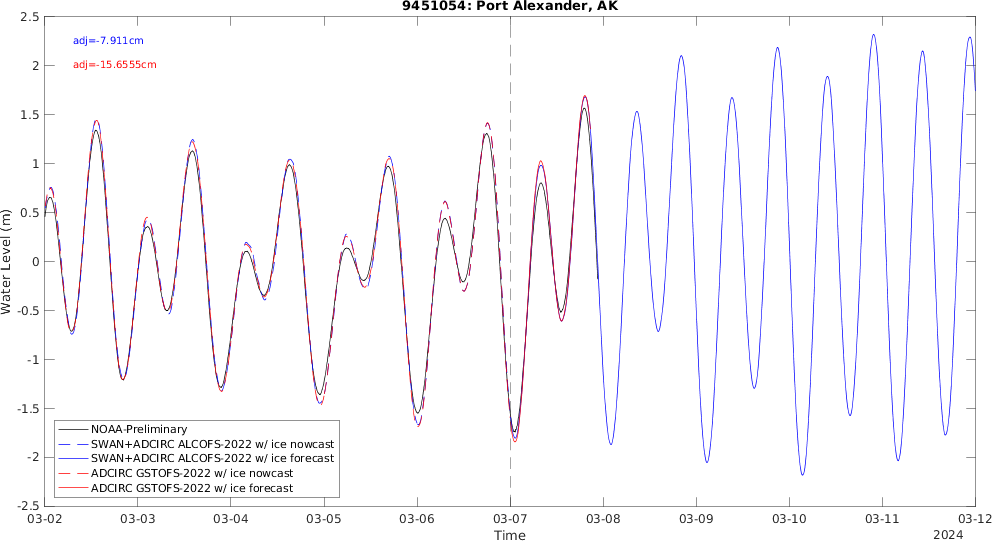 9451054: Port Alexander, AK
adj=-7.911cm
adj=-15.6555cm
2.5
2
1.5
1
0.5
0
-0.5
-1
-1.5
-2
-2.5
Water Level (m)
NOAA-Preliminary
SWAN+ADCIRC ALCOFS-2022 w/ ice nowcast
SWAN+ADCIRC ALCOFS-2022 w/ ice forecast
ADCIRC GSTOFS-2022 w/ ice nowcast
ADCIRC GSTOFS-2022 w/ ice forecast
03-02 03-03 03-04 03-05 03-06 03-07 03-08 03-09 03-10 03-11 03-12
Time
2024